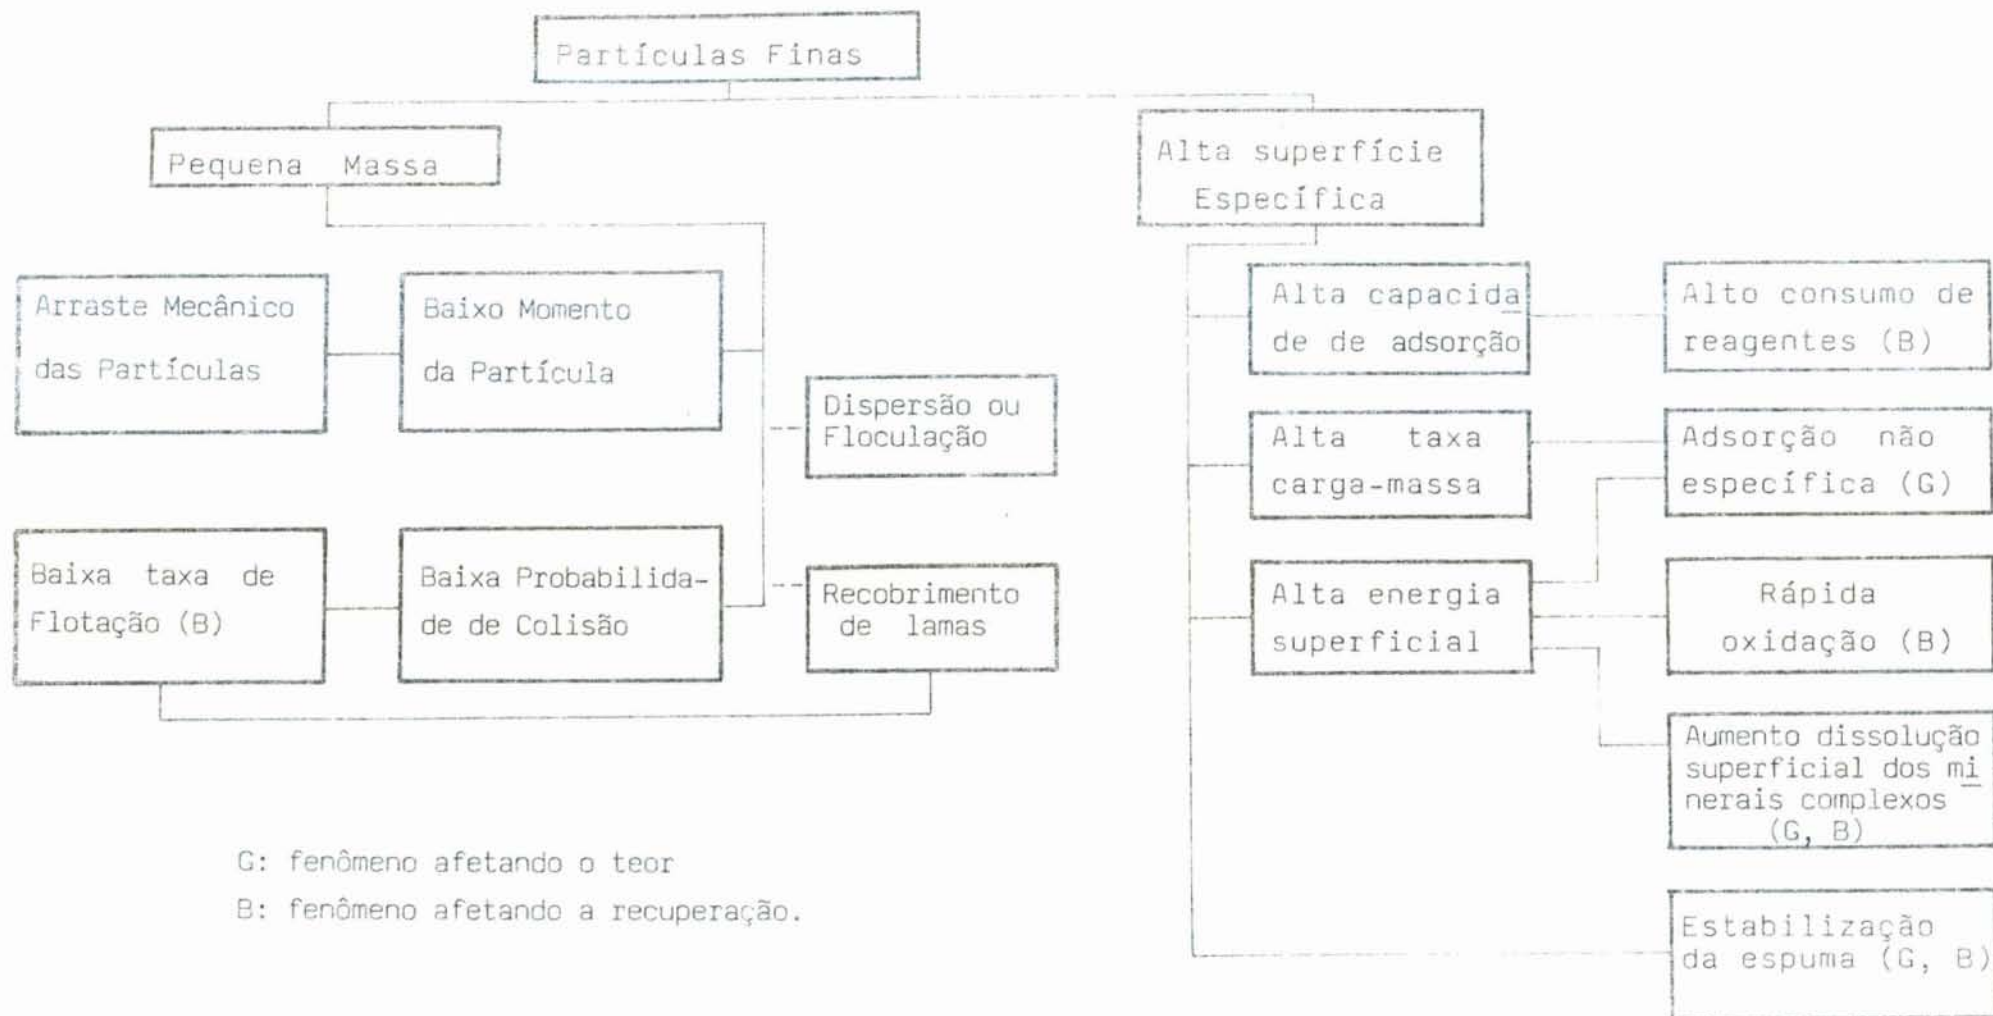 Partículas Finas
Pequena Massa
Alta superfície
Específica
Arraste Mecânico
das Partículas
Baixo Momento
da Partícula
Dispersão ou
Floculação
Baixa taxa de
Flotação (B)
Baixa Probabilida-
de de Colisão
Recobrimento
de lamas
Alta capacida
de de adsorção
Alto consumo de
reagentes (B)
Alta taxa
carga-massa
Adsorção não
específica (G)
Alta energia
superficial
Rápida
oxidação (B)
Aumento dissolução
superficial dos mi
nerais complexos
(G, B)
Estabilização
da espuma (G, B)
G: fenômeno afetando o teor
B: fenômeno afetando a recuperação.